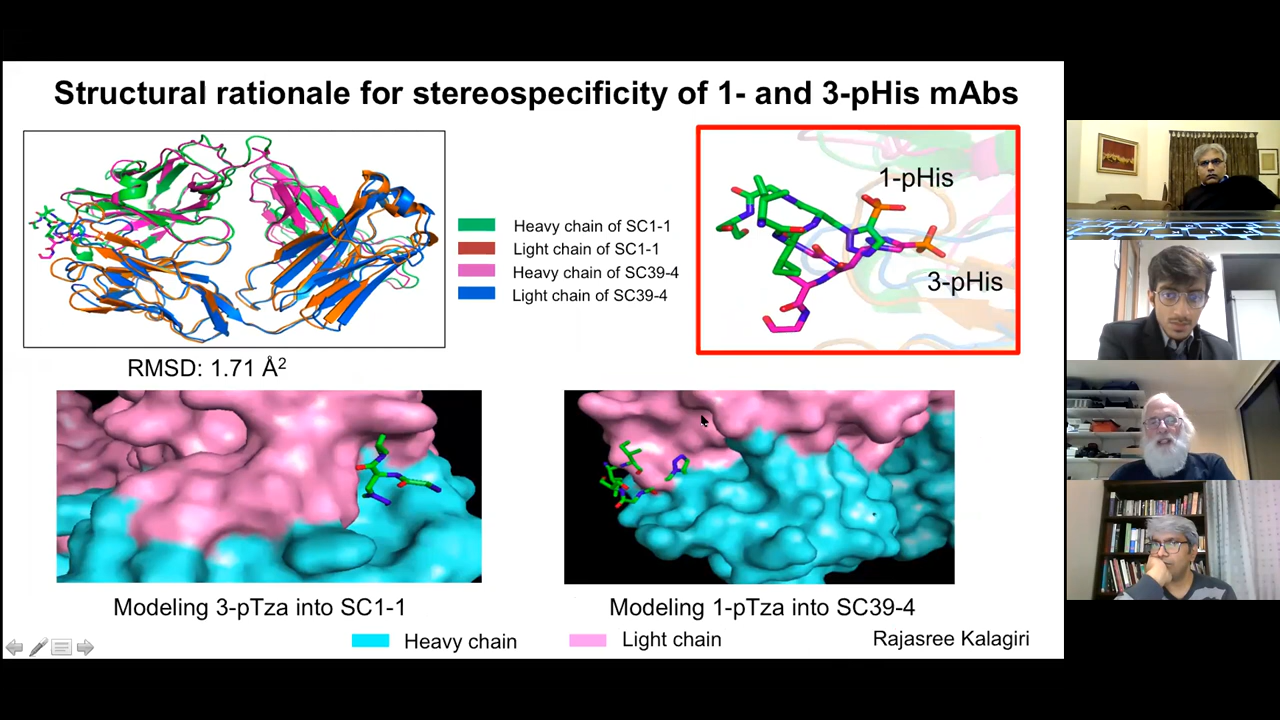 Structural rationale for stereospecificity of 1- and 3-pHis mAbs
Heavy chain of SC1-1
Light chain of SC1-1
Heavy chain of SC39-4
Light chain of SC39-4
1-pHis
3-pHis
RMSD: 1.71 Å²
Modeling 3-pTza into SC1-1
Modeling 1-pTza into SC39-4
Heavy chain
Light chain
Rajasree Kalagiri